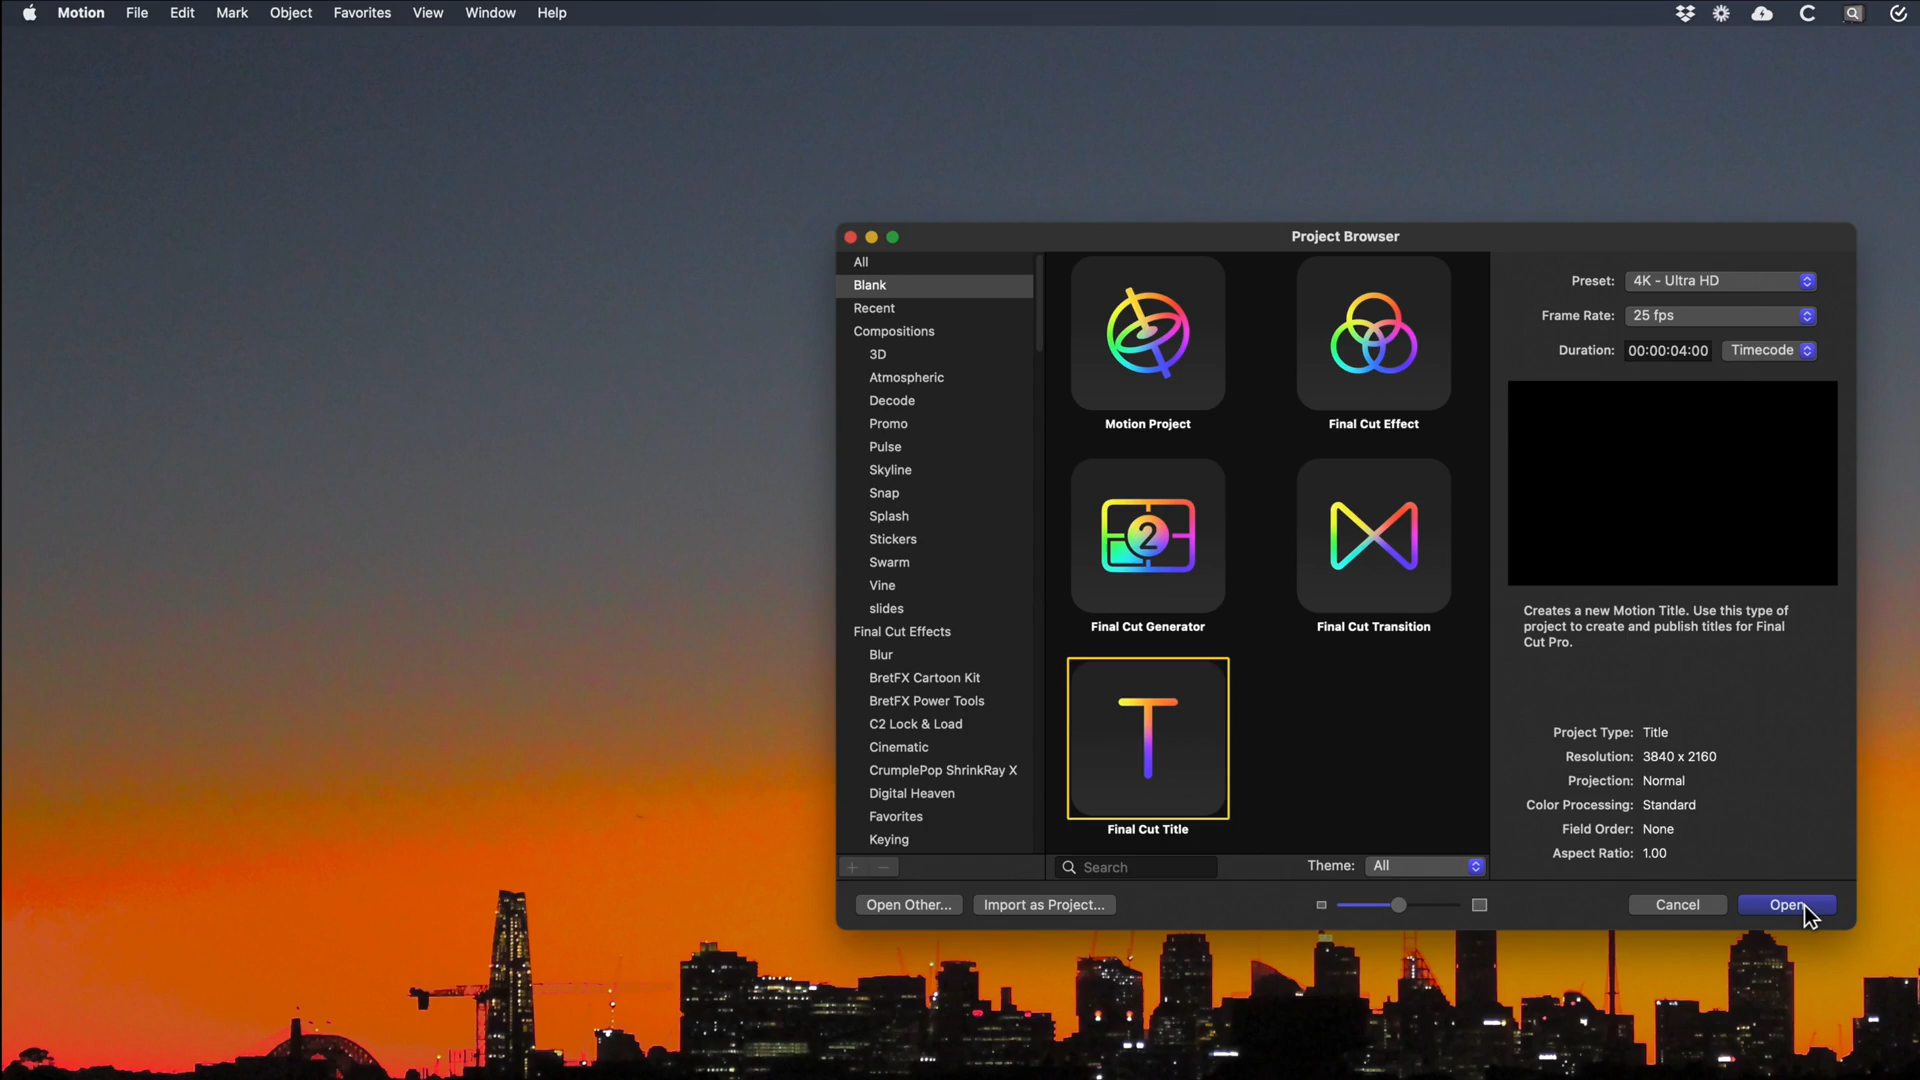 Motion File Edit Mark Object Favorites View Window Help
Project Browser
All
Blank
Recent
Compositions
3D
Atmospheric
Decode
Promo
Pulse
Skyline
Snap
Splash
Stickers
Swarm
Vine
slides
Final Cut Effects
Blur
BretFX Cartoon Kit
BretFX Power Tools
C2 Lock & Load
Cinematic
CrumplePop ShrinkRay X
Digital Heaven
Favorites
Keying
Motion Project
Final Cut Effect
2
Final Cut Generator
Final Cut Transition
T
Final Cut Title
Search
Theme: All
Preset: 4K - Ultra HD
Frame Rate: 25 fps
Duration: 00:00:04:00 Timecode
Creates a new Motion Title. Use this type of
project to create and publish titles for Final
Cut Pro.
Project Type: Title
Resolution: 3840 x 2160
Projection: Normal
Color Processing: Standard
Field Order: None
Aspect Ratio: 1.00
Open Other... Import as Project... Cancel Open